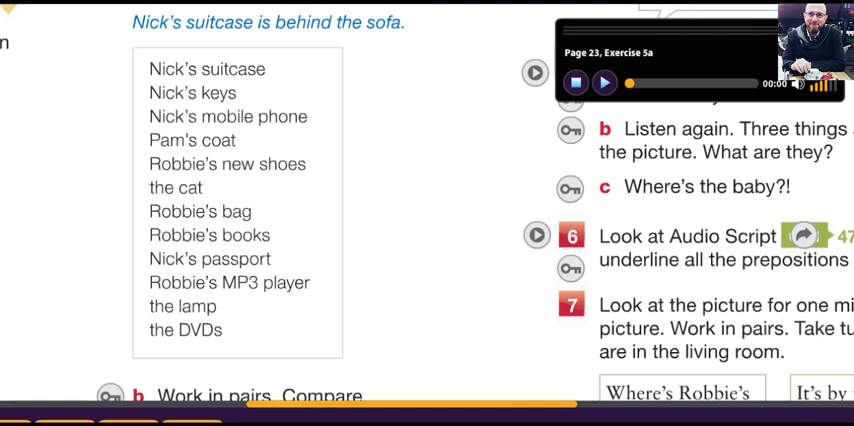 n
Nick's suitcase is behind the sofa.
Nick's suitcase
Nick's keys
Nick's mobile phone
Pam's coat
Robbie's new shoes
the cat
Robbie's bag
Robbie's books
Nick's passport
Robbie's MP3 player
the lamp
the DVDs
b Work in pairs. Compare
Page 23, Exercise 5a
00:00
b Listen again. Three things
the picture. What are they?
c Where's the baby?!
6 Look at Audio Script 47
underline all the prepositions
7 Look at the picture for one mi
picture. Work in pairs. Take tu
are in the living room.
Where's Robbie's
It's by